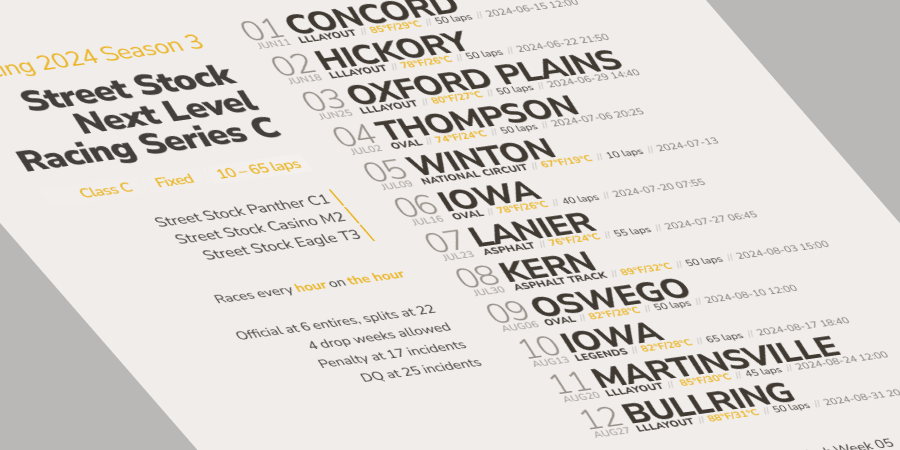 ing 2024 Season 3
Street Stock
Next Level
Racing Series C
Class C Fixed 10 – 65 laps
Street Stock Panther C1
Street Stock Casino M2
Street Stock Eagle T3
Races every hour on the hour
Official at 6 entires, splits at 22
4 drop weeks allowed
Penalty at 17 incidents
DQ at 25 incidents
01 CONCORD
JUN11 LLLAYOUT // 85°F/29°C // 50 laps // 2024-06-15 12:00
02 HICKORY
JUN18 LLLAYOUT // 78°F/26°C // 50 laps // 2024-06-22 21:50
03 OXFORD PLAINS
JUN25 LLLAYOUT // 80°F/27°C // 50 laps // 2024-06-29 14:40
04 THOMPSON
JUL02 OVAL // 74°F/24°C // 50 laps // 2024-07-06 20:25
05 WINTON
JUL09 NATIONAL CIRCUIT // 67°F/19°C // 10 laps // 2024-07-13
06 IOWA
JUL16 OVAL // 78°F/26°C // 40 laps // 2024-07-20 07:55
07 LANIER
JUL23 ASPHALT // 76°F/24°C // 55 laps // 2024-07-27 06:45
08 KERN
JUL30 ASPHALT TRACK // 89°F/32°C // 50 laps // 2024-08-03 15:00
09 OSWEGO
AUG06 OVAL // 82°F/28°C // 50 laps // 2024-08-10 12:00
10 IOWA
AUG13 LEGENDS // 82°F/28°C // 65 laps // 2024-08-17 18:40
11 MARTINSVILLE
AUG20 LLLAYOUT // 85°F/30°C // 45 laps // 2024-08-24 12:00
12 BULLRING
AUG27 LLLAYOUT // 88°F/31°C // 50 laps // 2024-08-31 20
Week 05